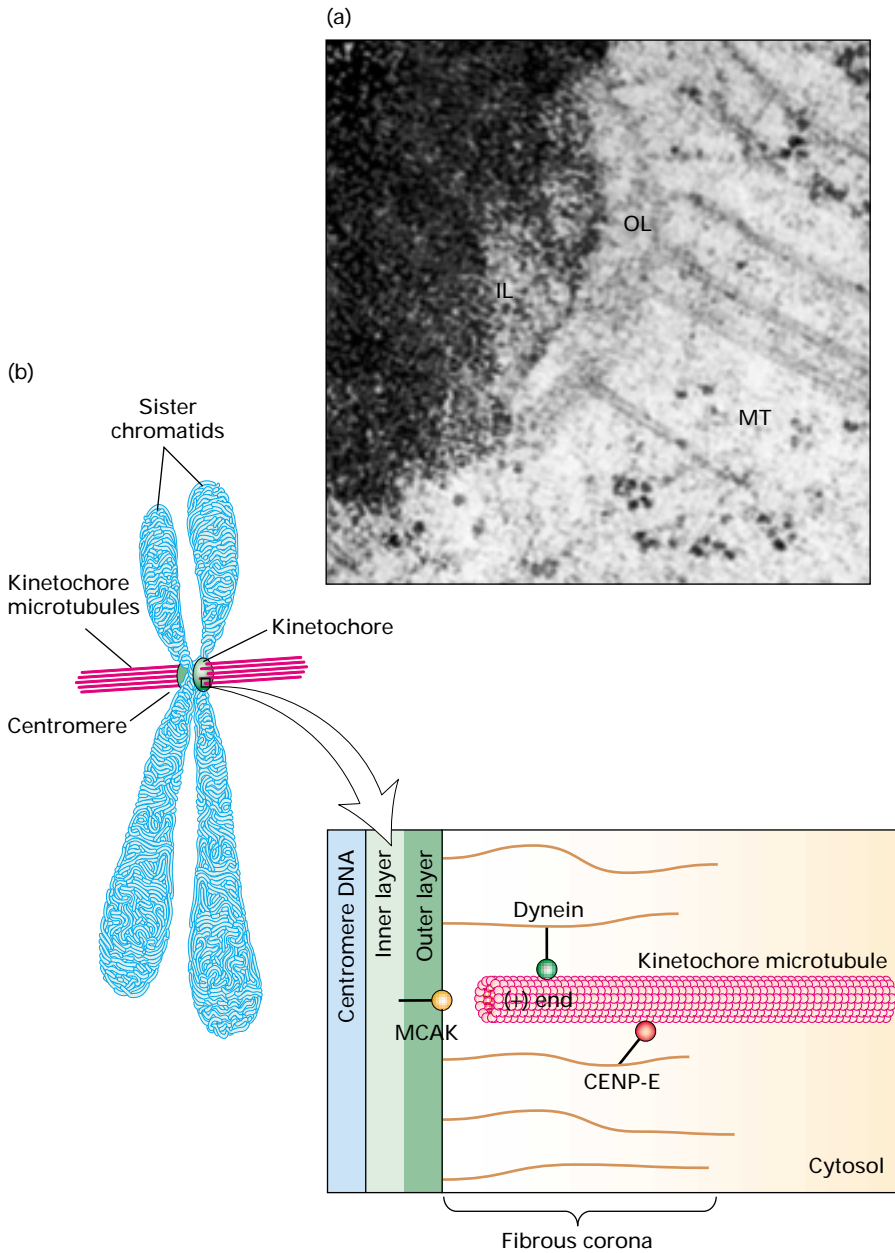 (a)
OL
IL
MT
(b)
Sister
chromatids
Kinetochore
microtubules
Kinetochore
Centromere
Centromere DNA
Inner layer
Outer layer
Dynein
Kinetochore microtubule
(+) end
MCAK
CENP-E
Cytosol
Fibrous corona